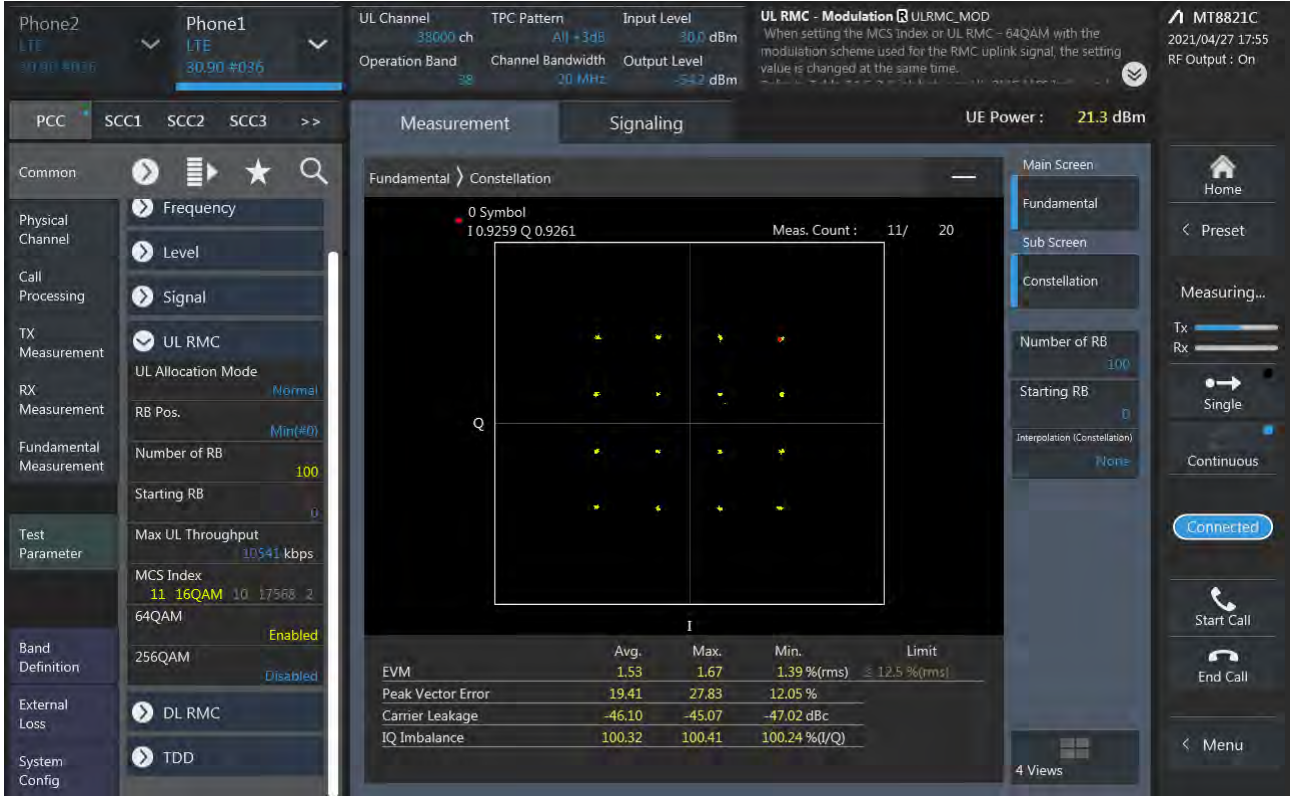 Phone2
LTE
30.90 #036
Phone1
LTE
30.90 #036
UL Channel
38000 ch
TPC Pattern
All +3dB
Input Level
30.0 dBm
Operation Band
38
Channel Bandwidth
20 MHz
Output Level
-54.2 dBm
UL RMC - Modulation R ULRMC_MOD
When setting the MCS Index or UL RMC – 64QAM with the
modulation scheme used for the RMC uplink signal, the setting
value is changed at the same time.
MT8821C
2021/04/27 17:55
RF Output : On
PCC
SCC1
SCC2
SCC3
>>
Measurement
Signaling
UE Power : 21.3 dBm
Common
Physical
Channel
Call
Processing
TX
Measurement
RX
Measurement
Fundamental
Measurement
Test
Parameter
Band
Definition
External
Loss
System
Config
Frequency
Level
Signal
UL RMC
UL Allocation Mode
Normal
RB Pos.
Min(#0)
Number of RB
100
Starting RB
0
Max UL Throughput
10541 kbps
MCS Index
11 16QAM 10 17568 2
64QAM
Enabled
256QAM
Disabled
DL RMC
TDD
Fundamental > Constellation
0 Symbol
I 0.9259 Q 0.9261
Meas. Count : 11/ 20
Q
I
Avg. Max. Min. Limit
EVM 1.53 1.67 1.39 %(rms) ≤ 12.5 %(rms)
Peak Vector Error 19.41 27.83 12.05 %
Carrier Leakage -46.10 -45.07 -47.02 dBc
IQ Imbalance 100.32 100.41 100.24 %(I/Q)
Main Screen
Fundamental
Sub Screen
Constellation
Number of RB
100
Starting RB
0
Interpolation (Constellation)
None
4 Views
Home
< Preset
Measuring...
Tx
Rx
Single
Continuous
Connected
Start Call
End Call
< Menu